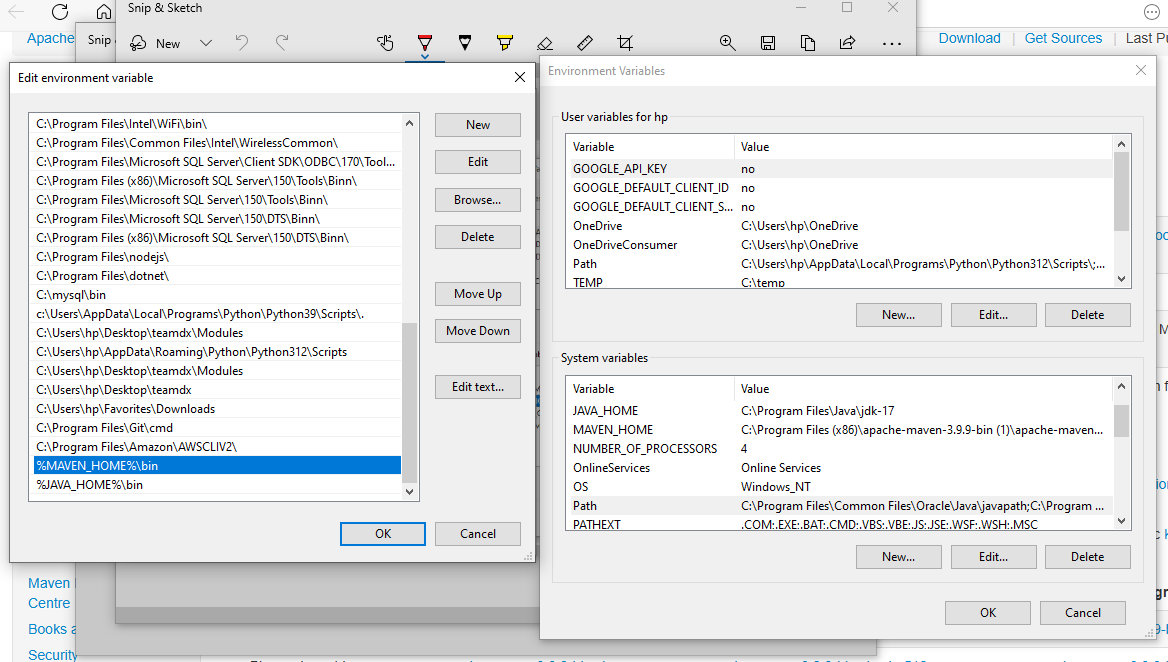 Snip & Sketch
Apache
Snip
New
Download | Get Sources | Last Pu
Edit environment variable
C:\Program Files\Intel\WiFi\bin\
C:\Program Files\Common Files\Intel\WirelessCommon\
C:\Program Files\Microsoft SQL Server\Client SDK\ODBC\170\Tool...
C:\Program Files (x86)\Microsoft SQL Server\150\Tools\Binn\
C:\Program Files\Microsoft SQL Server\150\Tools\Binn\
C:\Program Files\Microsoft SQL Server\150\DTS\Binn\
C:\Program Files (x86)\Microsoft SQL Server\150\DTS\Binn\
C:\Program Files\nodejs\
C:\Program Files\dotnet\
C:\mysql\bin
c:\Users\AppData\Local\Programs\Python\Python39\Scripts\.
C:\Users\hp\Desktop\teamdx\Modules
C:\Users\hp\AppData\Roaming\Python\Python312\Scripts
C:\Users\hp\Desktop\teamdx\Modules
C:\Users\hp\Desktop\teamdx
C:\Users\hp\Favorites\Downloads
C:\Program Files\Git\cmd
C:\Program Files\Amazon\AWSCLIV2\
%MAVEN_HOME%\bin
%JAVA_HOME%\bin
New
Edit
Browse...
Delete
Move Up
Move Down
Edit text...
OK
Cancel
Environment Variables
User variables for hp
Variable Value
GOOGLE_API_KEY no
GOOGLE_DEFAULT_CLIENT_ID no
GOOGLE_DEFAULT_CLIENT_S... no
OneDrive C:\Users\hp\OneDrive
OneDriveConsumer C:\Users\hp\OneDrive
Path C:\Users\hp\AppData\Local\Programs\Python\Python312\Scripts\;...
TEMP C:\temp
New... Edit... Delete
System variables
Variable Value
JAVA_HOME C:\Program Files\Java\jdk-17
MAVEN_HOME C:\Program Files (x86)\apache-maven-3.9.9-bin (1)\apache-maven...
NUMBER_OF_PROCESSORS 4
OnlineServices Online Services
OS Windows_NT
Path C:\Program Files\Common Files\Oracle\Java\javapath;C:\Program ...
PATHEXT .COM;.EXE;.BAT;.CMD;.VBS;.VBE;.JS;.JSE;.WSF;.WSH;.MSC
New... Edit... Delete
OK Cancel
Maven
Centre
Books a
Security